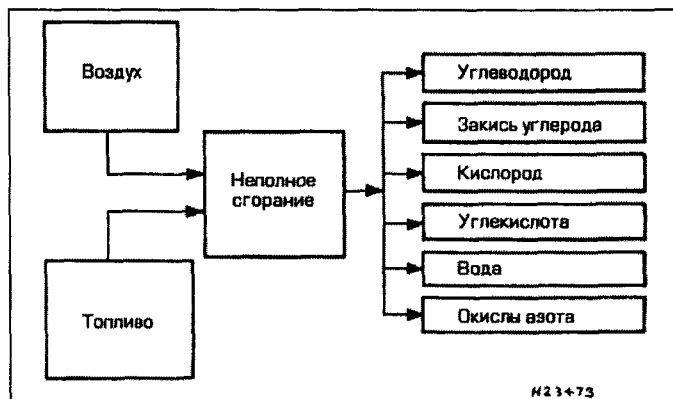 Воздух
Топливо
Неполное
сгорание
Углеводород
Закись углерода
Кислород
Углекислота
Вода
Окислы азота
H23473